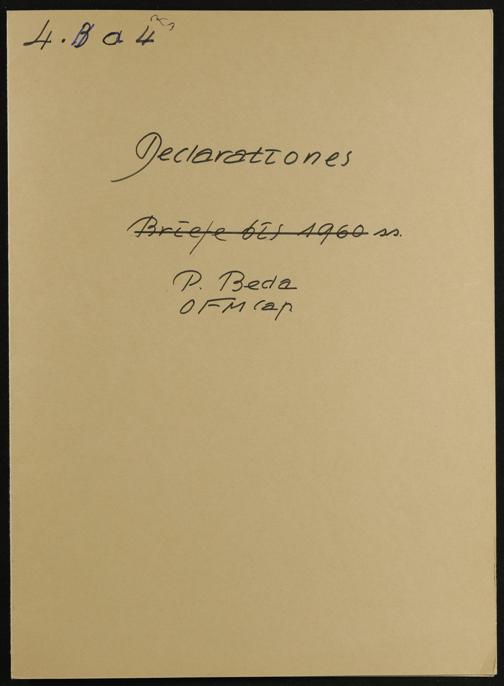 4. B a 4
Declarationes
Briefe bis 1960 ss.
P. Beda
OFMCap